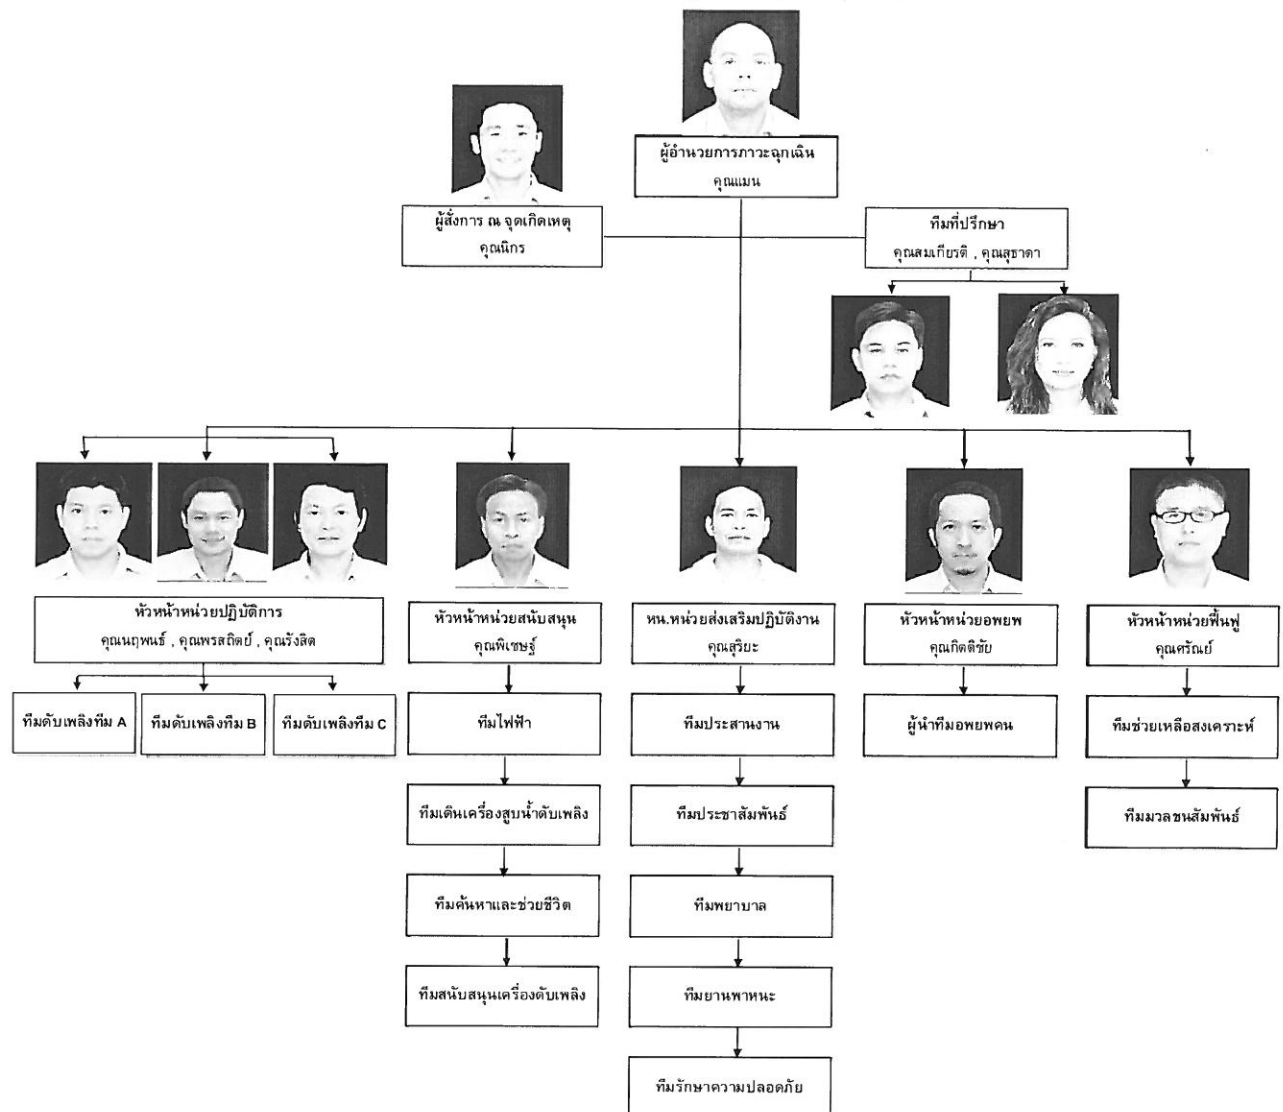 ผู้อำนวยการภาวะฉุกเฉิน
คุณแมน
ผู้สั่งการ ณ จุดเกิดเหตุ
คุณนิกร
ทีมที่ปรึกษา
คุณสมเกียรติ , คุณสุธาดา
หัวหน้าหน่วยปฏิบัติการ
คุณนฤพนธ์ , คุณพรสถิตย์ , คุณรังสิต
หัวหน้าหน่วยสนับสนุน
คุณพิเชษฐ์
หน.หน่วยส่งเสริมปฏิบัติงาน
คุณสุริยะ
หัวหน้าหน่วยอพยพ
คุณกิตติชัย
หัวหน้าหน่วยฟื้นฟู
คุณศรัณย์
ทีมดับเพลิงทีม A
ทีมดับเพลิงทีม B
ทีมดับเพลิงทีม C
ทีมไฟฟ้า
ทีมประสานงาน
ผู้นำทีมอพยพคน
ทีมช่วยเหลือสงเคราะห์
ทีมเดินเครื่องสูบน้ำดับเพลิง
ทีมประชาสัมพันธ์
ทีมมวลชนสัมพันธ์
ทีมค้นหาและช่วยชีวิต
ทีมพยาบาล
ทีมสนับสนุนเครื่องดับเพลิง
ทีมยานพาหนะ
ทีมรักษาความปลอดภัย